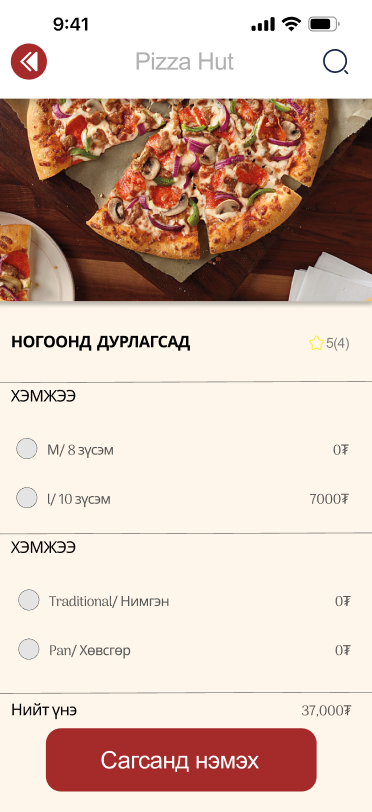 9:41
Pizza Hut
НОГООНД ДУРЛАГСАД 5(4)
ХЭМЖЭЭ
M/ 8 зүсэм 0₮
l/ 10 зүсэм 7000₮
ХЭМЖЭЭ
Traditional/ Нимгэн 0₮
Pan/ Хөвсгөр 0₮
Нийт үнэ 37,000₮
Сагсанд нэмэх